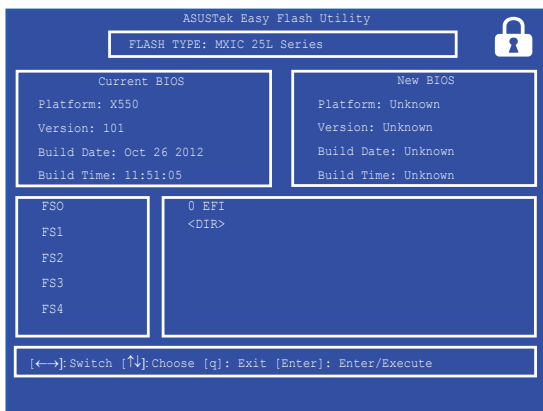 ASUSTek Easy Flash Utility
FLASH TYPE: MXIC 25L Series
Current BIOS
Platform: X550
Version: 101
Build Date: Oct 26 2012
Build Time: 11:51:05
New BIOS
Platform: Unknown
Version: Unknown
Build Date: Unknown
Build Time: Unknown
FSO
FS1
FS2
FS3
FS4
0 EFI
<DIR>
[←→]: Switch [↑↓]: Choose [q]: Exit [Enter]: Enter/Execute